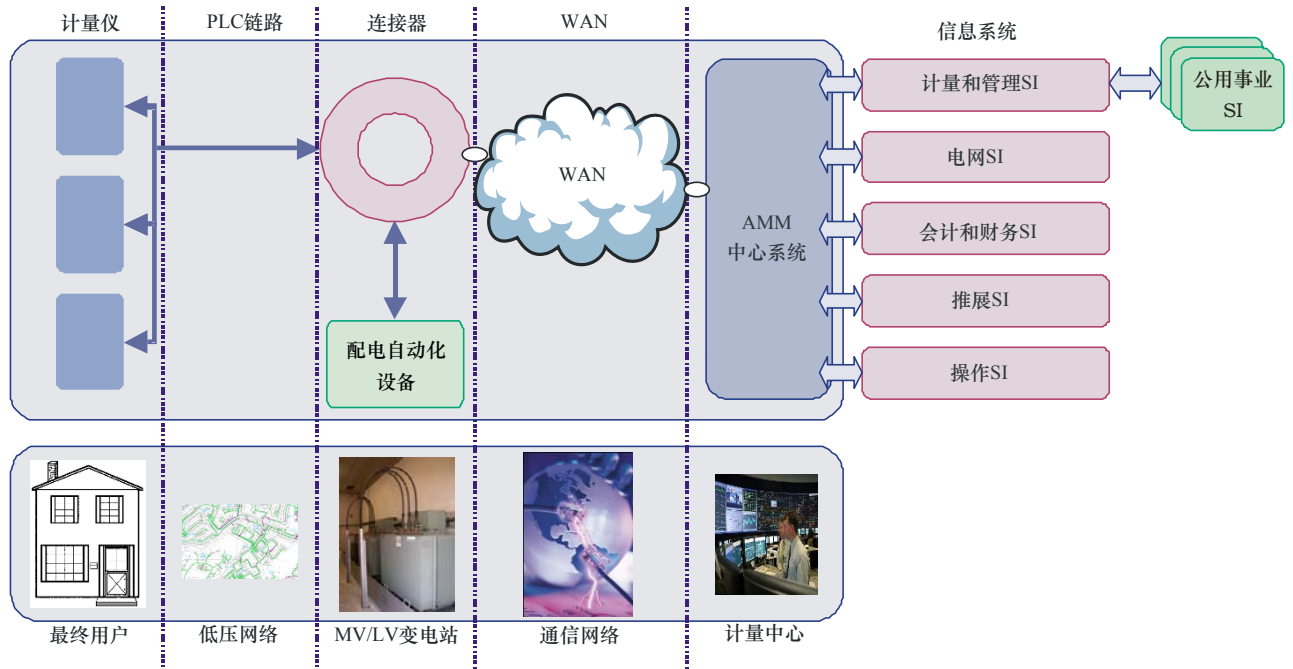 计量仪
PLC链路
连接器
WAN
信息系统
计量和管理SI
公用事业
SI
电网SI
WAN
AMM
中心系统
会计和财务SI
推展SI
配电自动化
设备
操作SI
最终用户
低压网络
MV/LV变电站
通信网络
计量中心